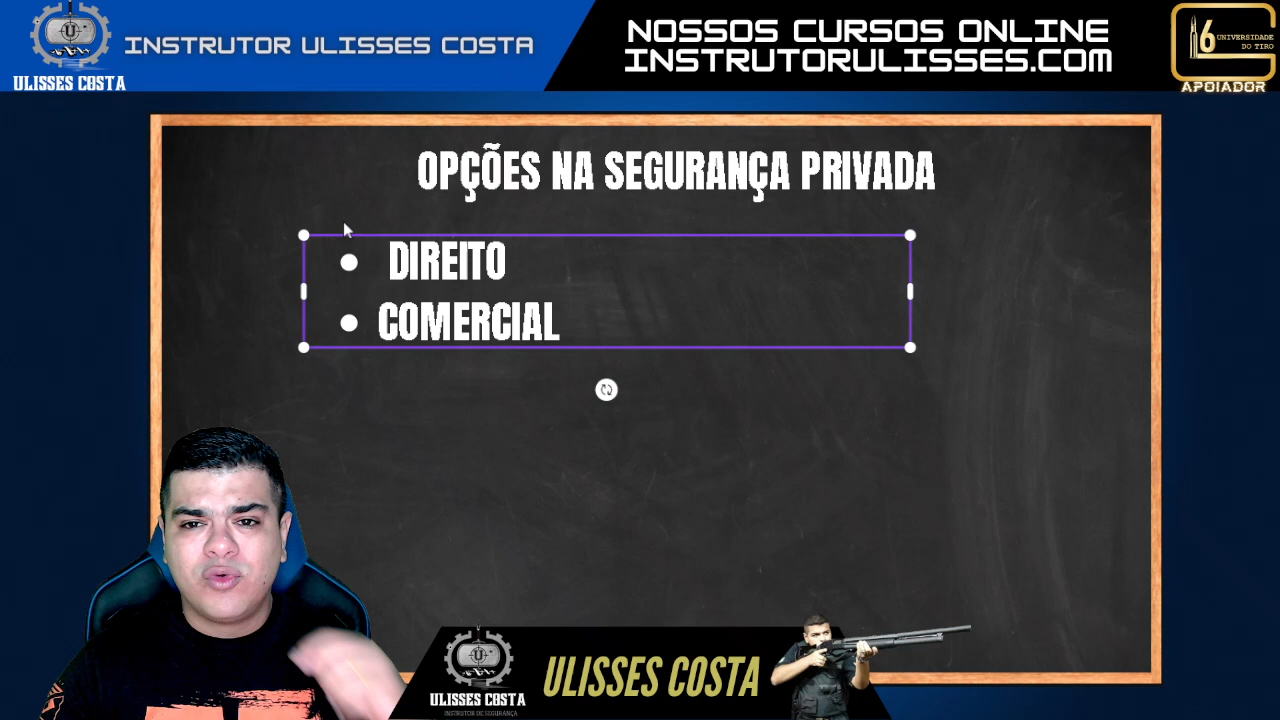 INSTRUTOR ULISSES COSTA
ULISSES COSTA
NOSSOS CURSOS ONLINE
INSTRUTORULISSES.COM
6 UNIVERSIDADE
DO TIRO
APOIADOR
OPÇÕES NA SEGURANÇA PRIVADA
DIREITO
COMERCIAL
ULISSES COSTA
INSTRUTOR DE SEGURANÇA
ULISSES COSTA